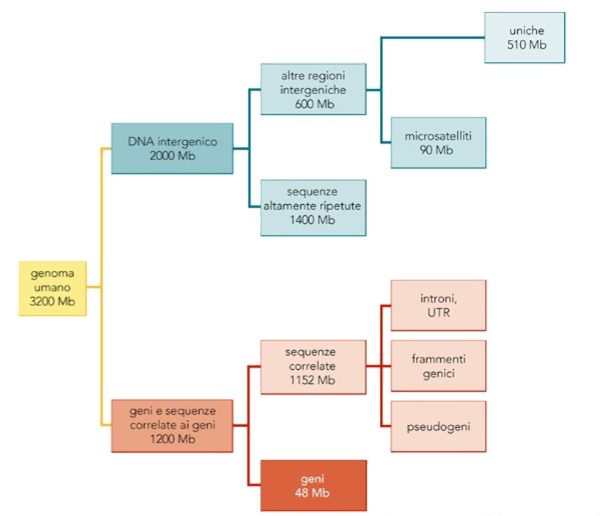 uniche
510 Mb
altre regioni
intergeniche
600 Mb
microsatelliti
90 Mb
DNA intergenico
2000 Mb
sequenze
altamente ripetute
1400 Mb
genoma
umano
3200 Mb
introni,
UTR
sequenze
correlate
1152 Mb
frammenti
genici
geni e sequenze
correlate ai geni
1200 Mb
pseudogeni
geni
48 Mb